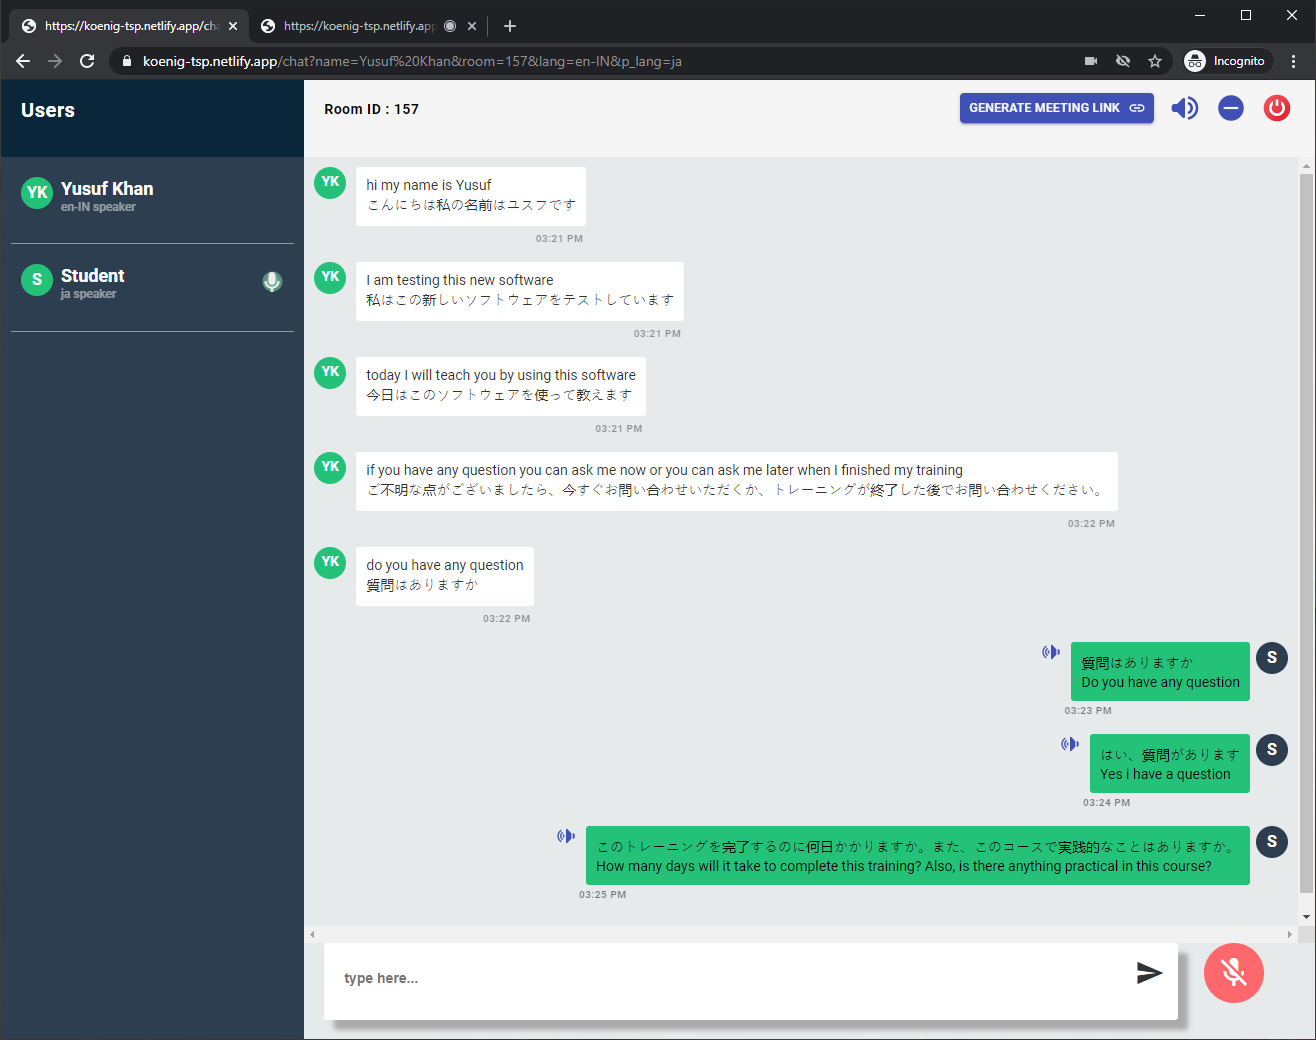 https://koenig-tsp.netlify.app/cha
https://koenig-tsp.netlify.app
koenig-tsp.netlify.app/chat?name=Yusuf%20Khan&room=157&lang=en-IN&p_lang=ja
Incognito
Users
Room ID : 157
GENERATE MEETING LINK
YK
Yusuf Khan
en-IN speaker
S
Student
ja speaker
YK
hi my name is Yusuf
こんにちは私の名前はユスフです
03:21 PM
YK
I am testing this new software
私はこの新しいソフトウェアをテストしています
03:21 PM
YK
today I will teach you by using this software
今日はこのソフトウェアを使って教えます
03:21 PM
YK
if you have any question you can ask me now or you can ask me later when I finished my training
ご不明な点がございましたら、今すぐお問い合わせいただくか、トレーニングが終了した後でお問い合わせください。
03:22 PM
YK
do you have any question
質問はありますか
03:22 PM
質問はありますか
Do you have any question
S
03:23 PM
はい、質問があります
Yes i have a question
S
03:24 PM
このトレーニングを完了するのに何日かかりますか。また、このコースで実践的なことはありますか。
How many days will it take to complete this training? Also, is there anything practical in this course?
S
03:25 PM
type here...